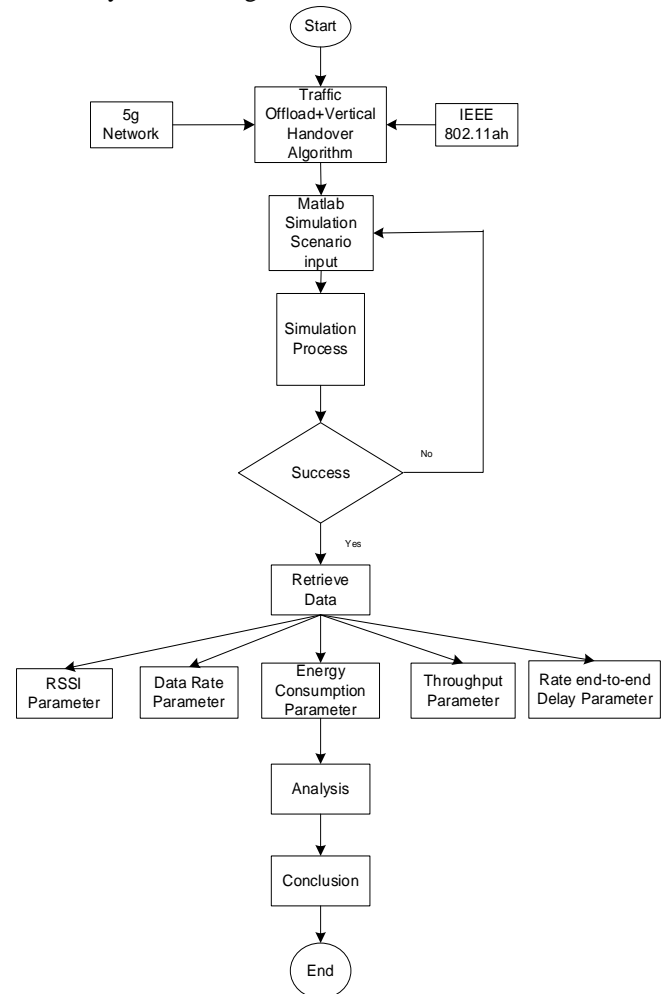 Start
Traffic
Offload+Vertical
Handover
Algorithm
5g
Network
IEEE
802.11ah
Matlab
Simulation
Scenario
input
Simulation
Process
Success
No
Yes
Retrieve
Data
RSSI
Parameter
Data Rate
Parameter
Energy
Consumption
Parameter
Throughput
Parameter
Rate end-to-end
Delay Parameter
Analysis
Conclusion
End